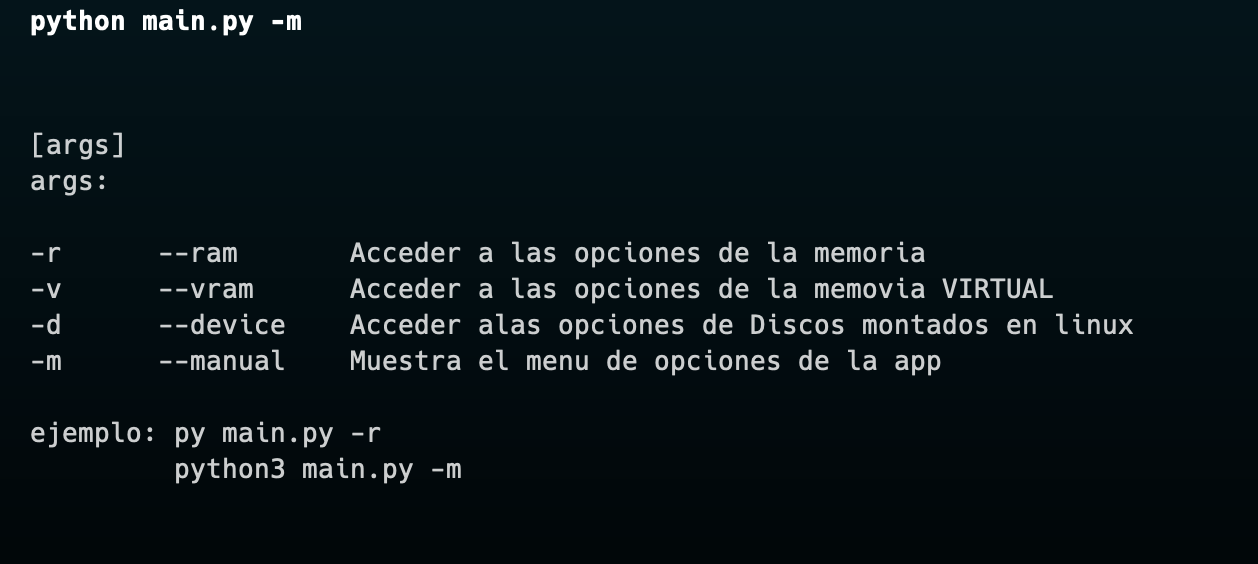 python main.py -m
[args]
args:
-r --ram Acceder a las opciones de la memoria
-v --vram Acceder a las opciones de la memovia VIRTUAL
-d --device Acceder alas opciones de Discos montados en linux
-m --manual Muestra el menu de opciones de la app
ejemplo: py main.py -r
python3 main.py -m